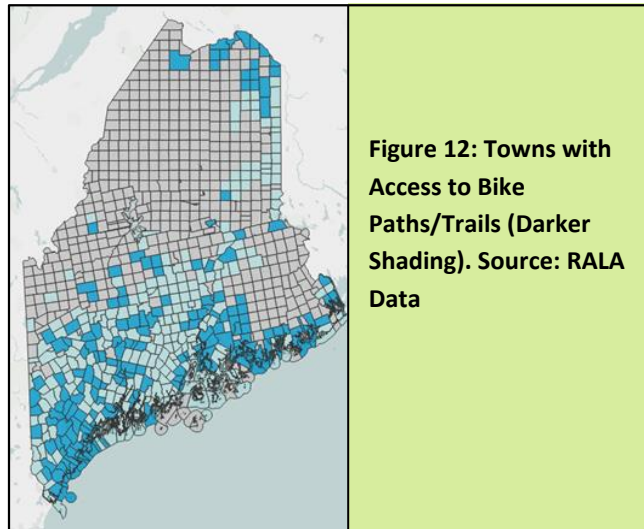 Figure 12: Towns with
Access to Bike
Paths/Trails (Darker
Shading). Source: RALA
Data